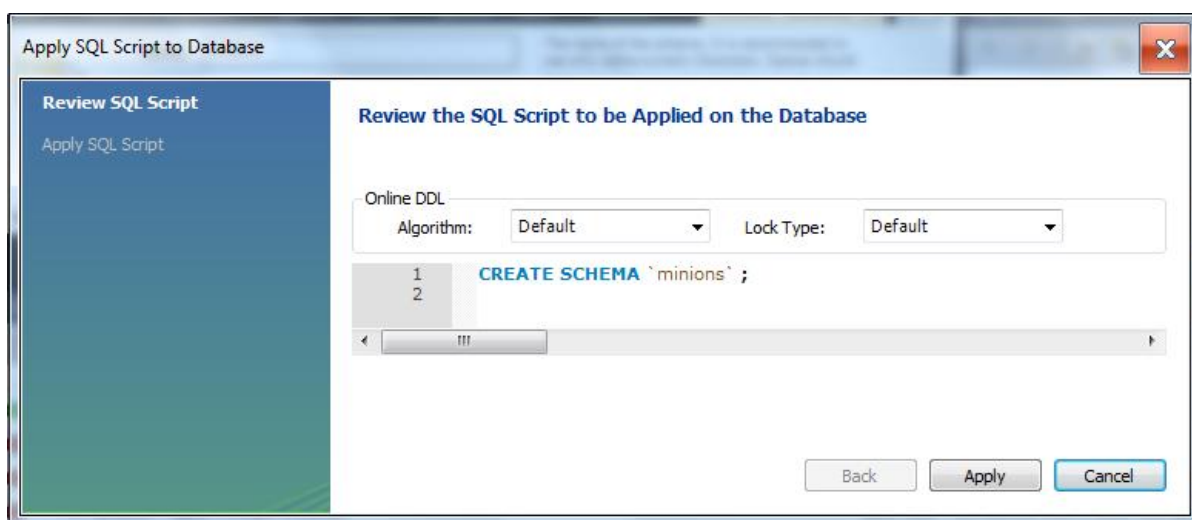 Apply SQL Script to Database
Review SQL Script
Apply SQL Script
Review the SQL Script to be Applied on the Database
Online DDL
Algorithm: Default Lock Type: Default
1 CREATE SCHEMA `minions` ;
2
Back Apply Cancel